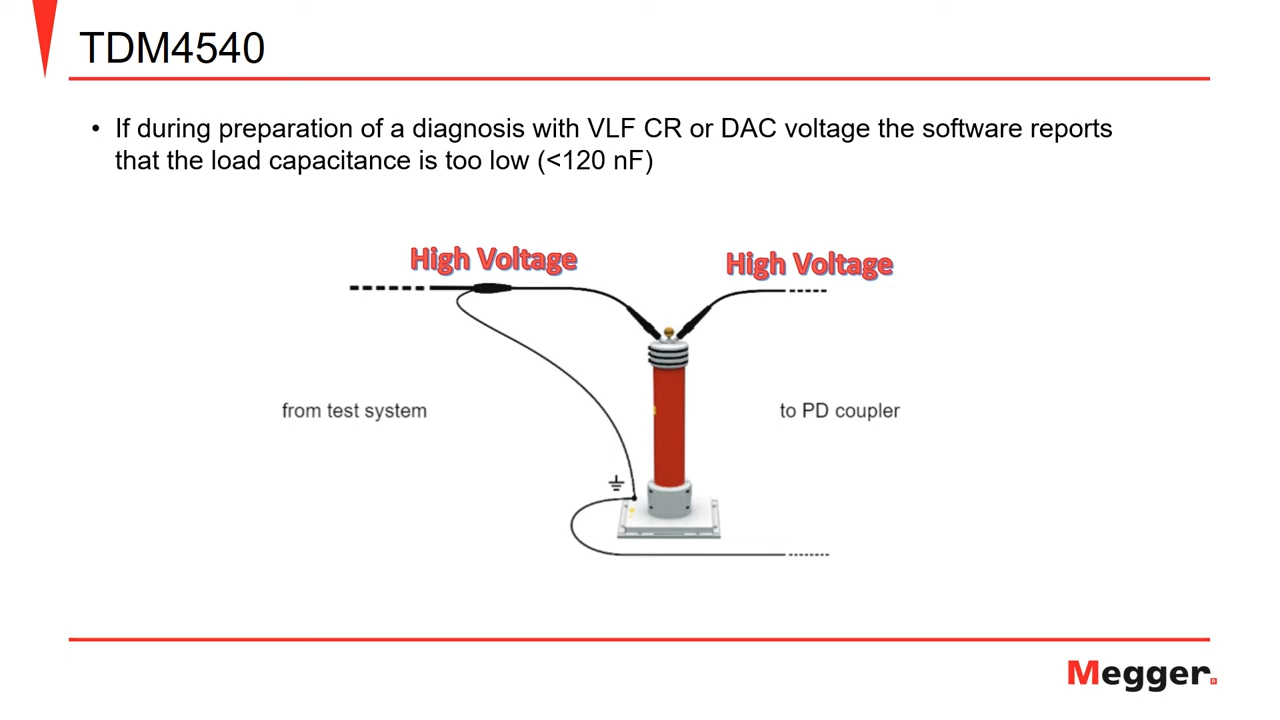 TDM4540
• If during preparation of a diagnosis with VLF CR or DAC voltage the software reports
that the load capacitance is too low (<120 nF)
High Voltage
High Voltage
from test system
to PD coupler
Megger